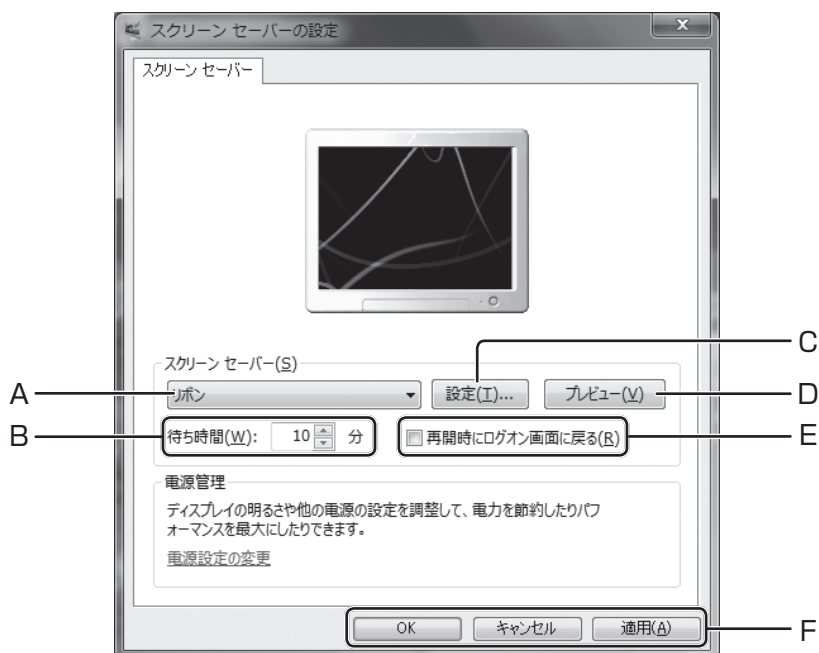 スクリーン セーバーの設定
スクリーン セーバー
スクリーン セーバー(S)
C
A
リボン
設定(T)...
プレビュー(V)
D
B
待ち時間(W):
10
分
再開時にログオン画面に戻る(R)
E
電源管理
ディスプレイの明るさや他の電源の設定を調整して、電力を節約したりパフ
ォーマンスを最大にしたりできます。
電源設定の変更
OK
キャンセル
適用(A)
F